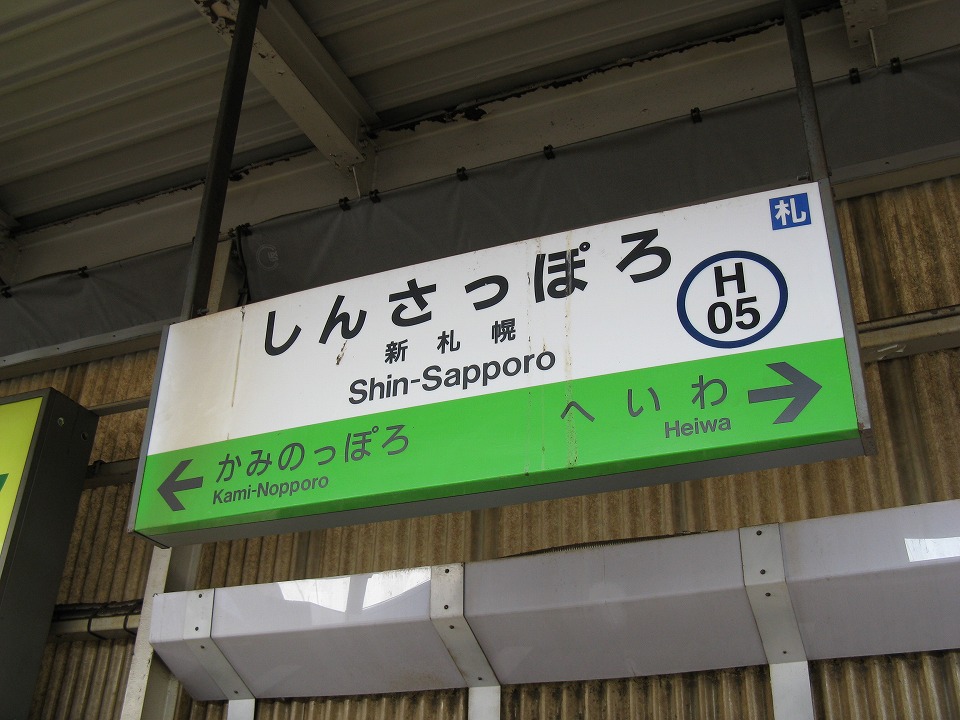 札
しんさっぽろ
新札幌
Shin-Sapporo
H
05
かみのっぽろ
Kami-Nopporo
へいわ
Heiwa